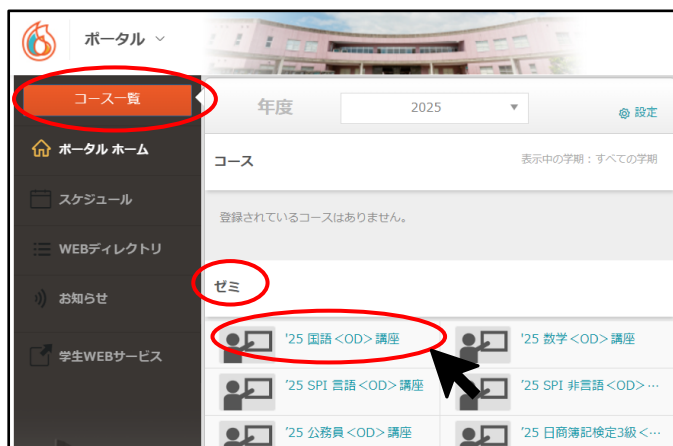 ポータル
コース一覧
年度 2025 設定
ポータル ホーム
コース 表示中の学期：すべての学期
スケジュール
登録されているコースはありません。
WEBディレクトリ
ゼミ
お知らせ
'25 国語＜OD＞講座 '25 数学＜OD＞講座
学生WEBサービス
'25 SPI 言語＜OD＞講座 '25 SPI 非言語＜OD＞…
'25 公務員＜OD＞講座 '25 日商簿記検定3級＜…